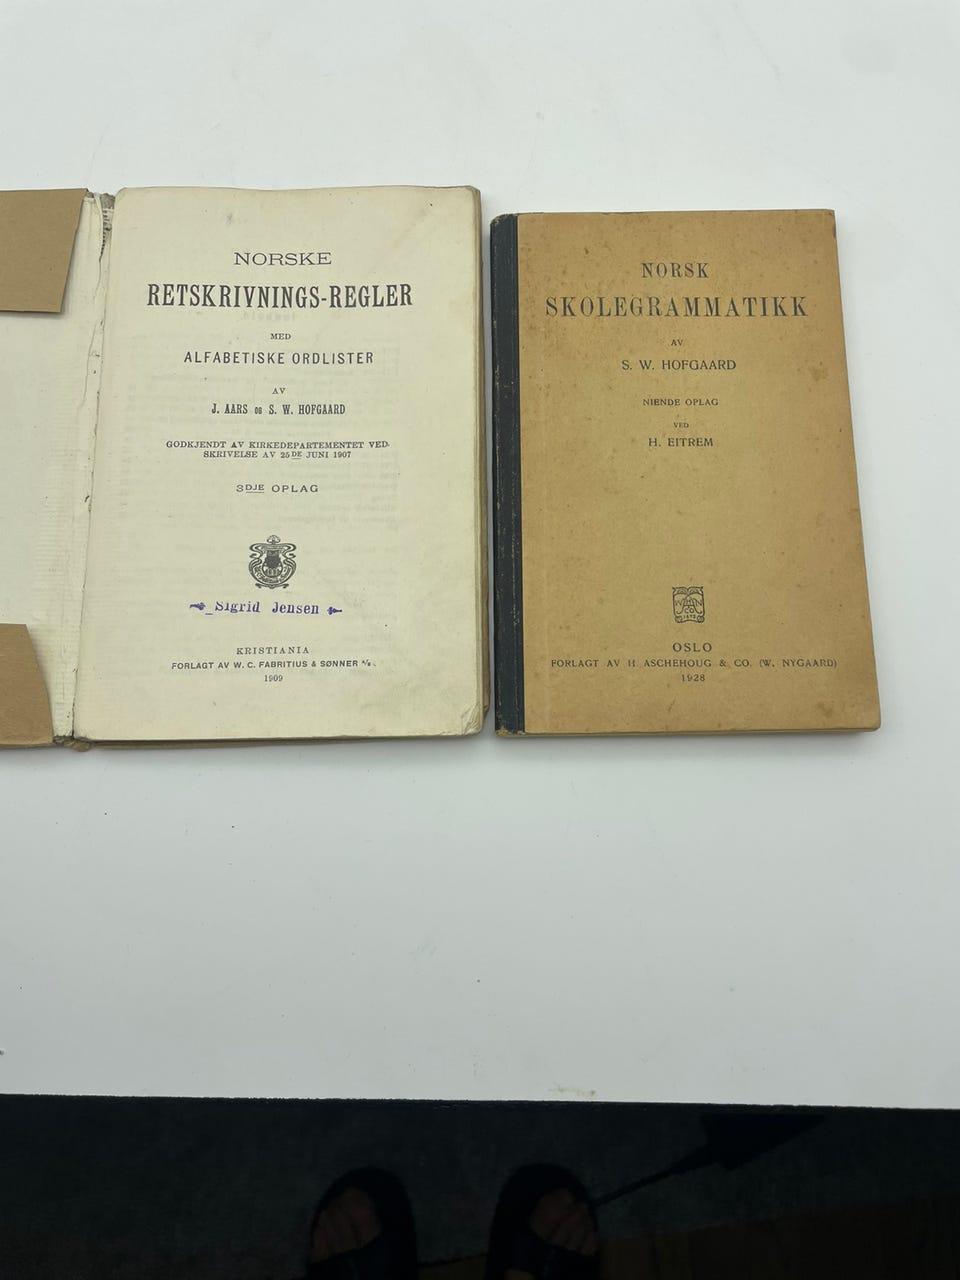 NORSKE
RETSKRIVNINGS-REGLER
MED
ALFABETISKE ORDLISTER
AV
J. AARS OG S. W. HOFGAARD
GODKJENDT AV KIRKEDEPARTEMENTET VED
SKRIVELSE AV 25DE JUNI 1907
3DJE OPLAG
Sigrid Jensen
KRISTIANIA
FORLAGT AV W. C. FABRITIUS & SØNNER A/S
1909
NORSK
SKOLEGRAMMATIKK
AV
S. W. HOFGAARD
NIENDE OPLAG
VED
H. EITREM
1872
OSLO
FORLAGT AV H. ASCHEHOUG & CO. (W. NYGAARD)
1928